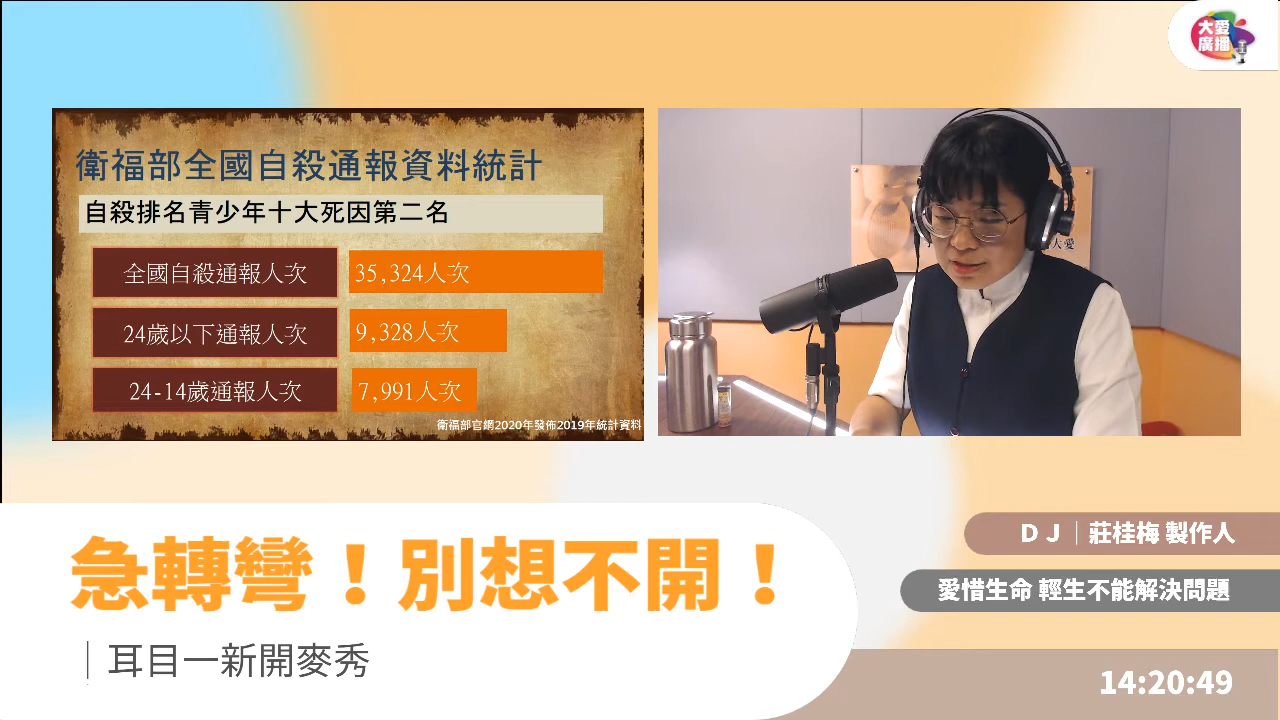 大愛
廣播
衛福部全國自殺通報資料統計
自殺排名青少年十大死因第二名
全國自殺通報人次 35,324人次
24歲以下通報人次 9,328人次
24-14歲通報人次 7,991人次
衛福部官網2020年發佈2019年統計資料
大愛
急轉彎！別想不開！
｜耳目一新開麥秀
DJ｜莊桂梅 製作人
愛惜生命 輕生不能解決問題
14:20:49